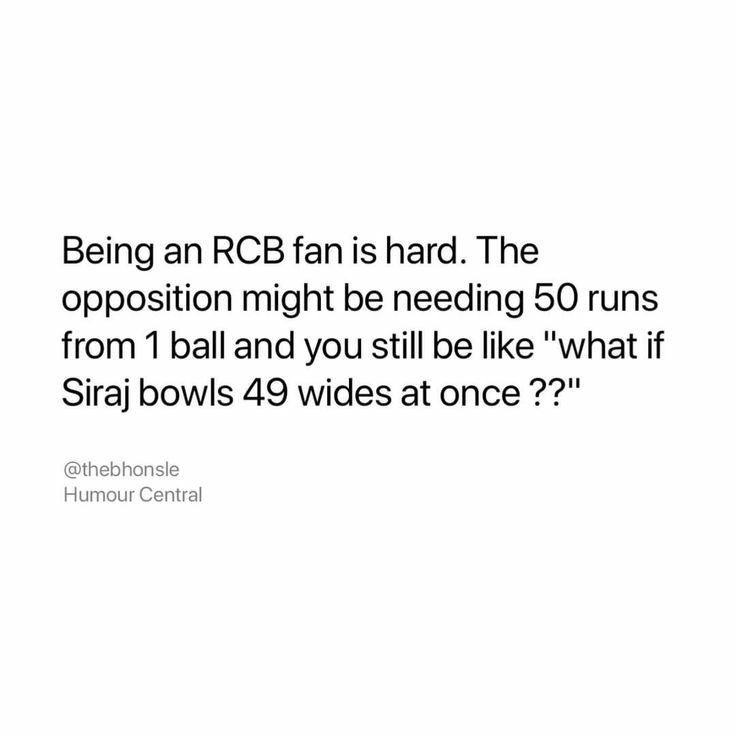 Being an RCB fan is hard. The
opposition might be needing 50 runs
from 1 ball and you still be like "what if
Siraj bowls 49 wides at once ??"
@thebhonsle
Humour Central